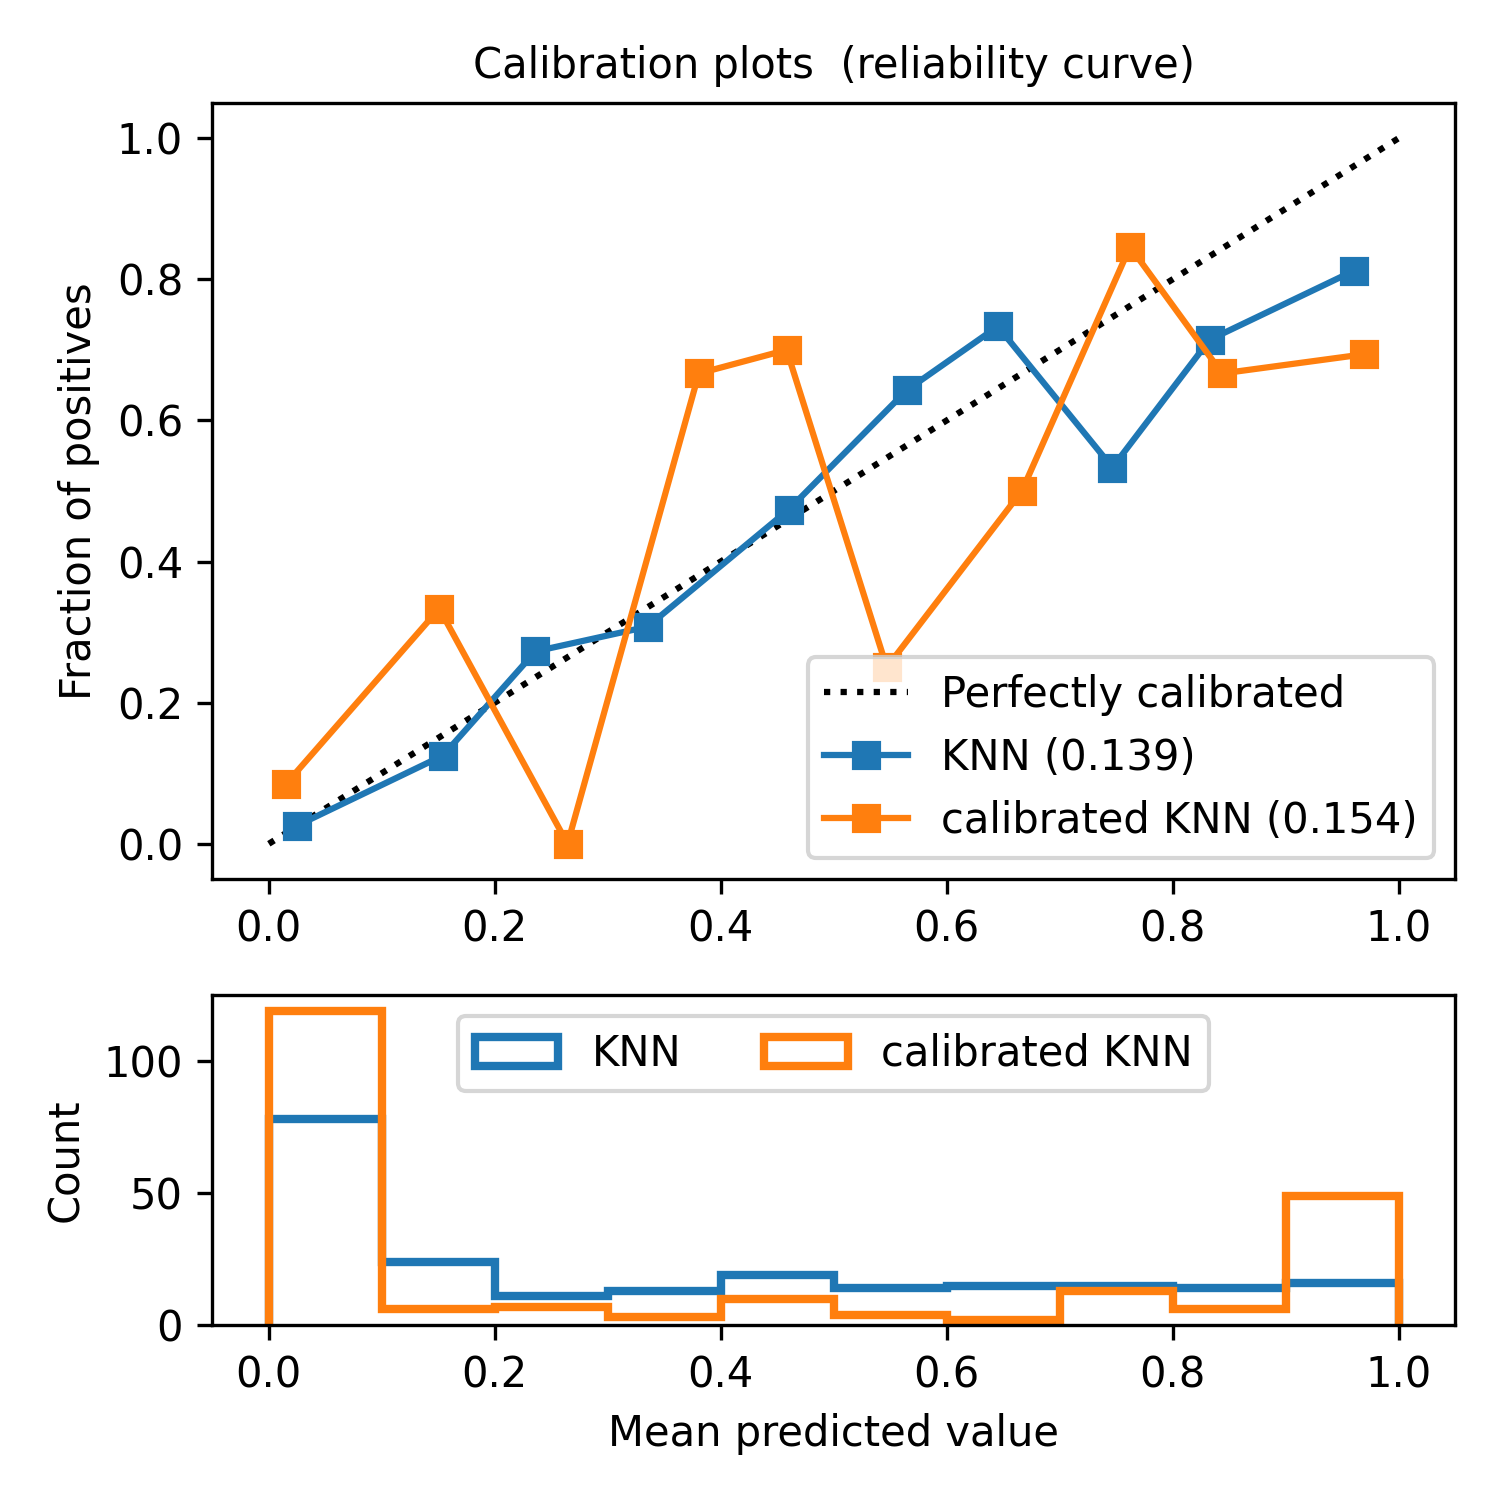 Calibration plots  (reliability curve)
1.0
0.8
0.6
0.4
0.2
0.0
Fraction of positives
Perfectly calibrated
KNN (0.139)
calibrated KNN (0.154)
0.0 0.2 0.4 0.6 0.8 1.0
100
50
0
Count
KNN calibrated KNN
0.0 0.2 0.4 0.6 0.8 1.0
Mean predicted value